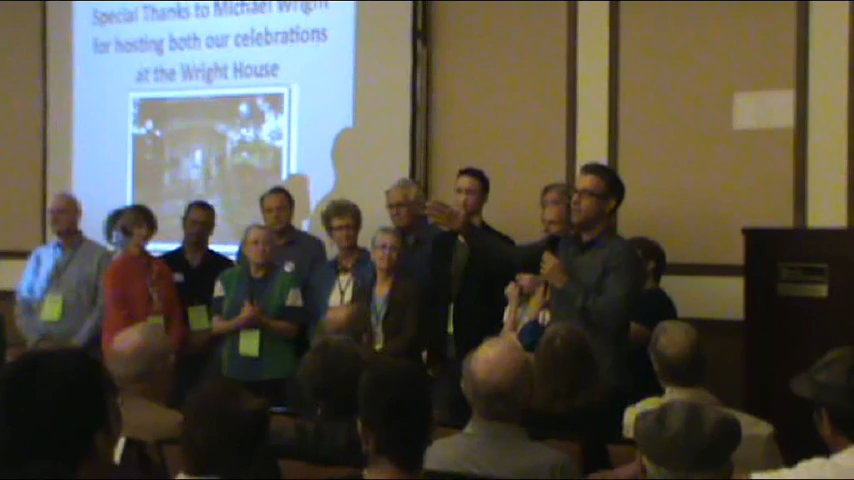 Special Thanks to Michael Wright
for hosting both our celebrations
at the Wright House